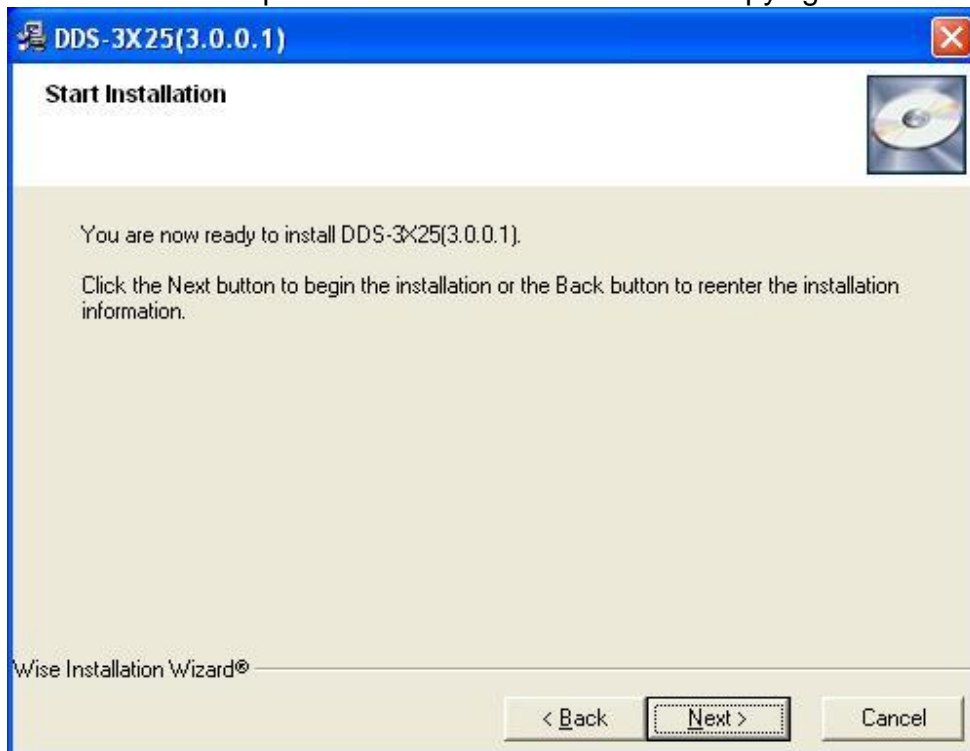 DDS-3X25(3.0.0.1)
Start Installation
You are now ready to install DDS-3X25(3.0.0.1).
Click the Next button to begin the installation or the Back button to reenter the installation
information.
Wise Installation Wizard®
< Back Next > Cancel